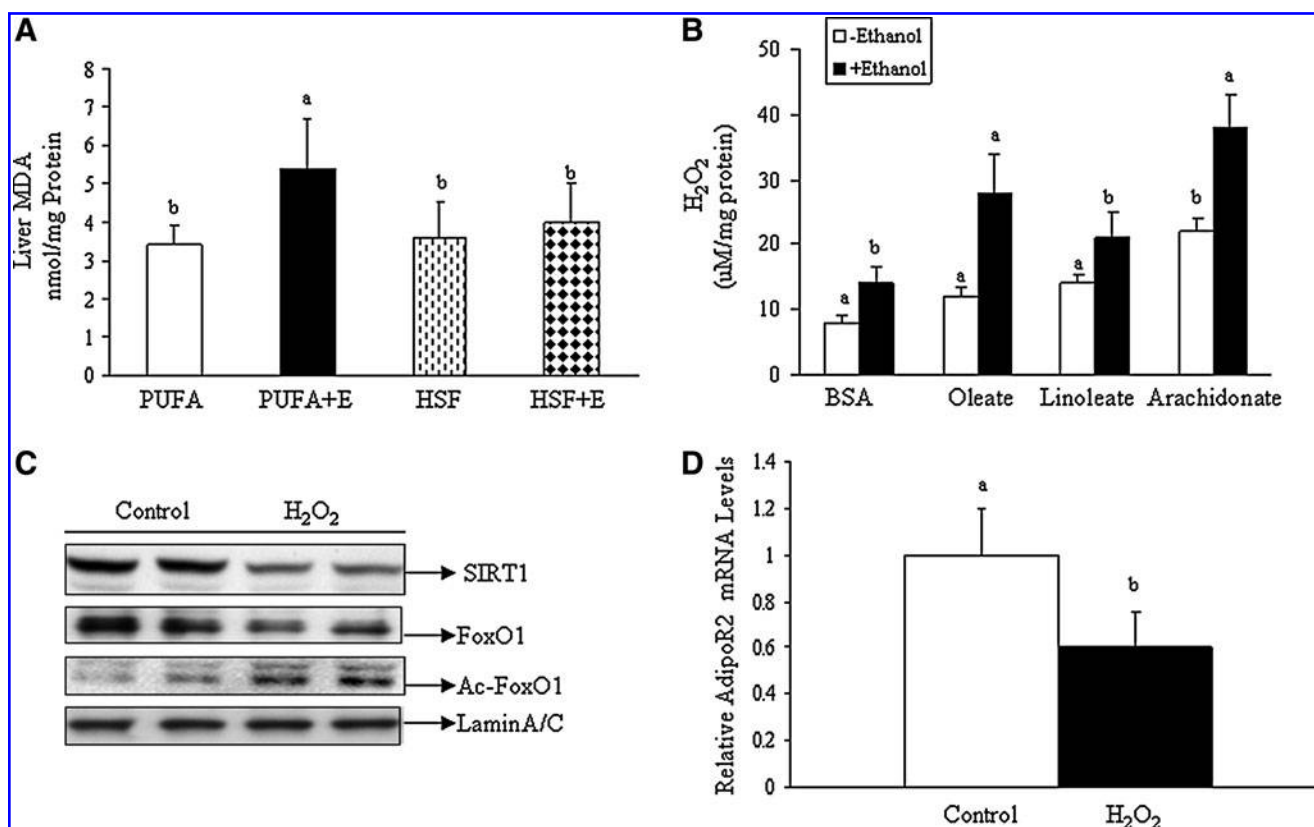 A
Liver MDA
nmol/mg Protein
8
7
6
5
4
3
2
1
0
b
a
b
b
PUFA
PUFA+E
HSF
HSF+E
B
-Ethanol
+Ethanol
H₂O₂
(uM/mg protein)
50
40
30
20
10
0
a
b
a
a
a
b
b
a
BSA
Oleate
Linoleate
Arachidonate
C
Control
H₂O₂
SIRT1
FoxO1
Ac-FoxO1
LaminA/C
D
Relative AdipoR2 mRNA Levels
1.4
1.2
1
0.8
0.6
0.4
0.2
0
a
b
Control
H₂O₂